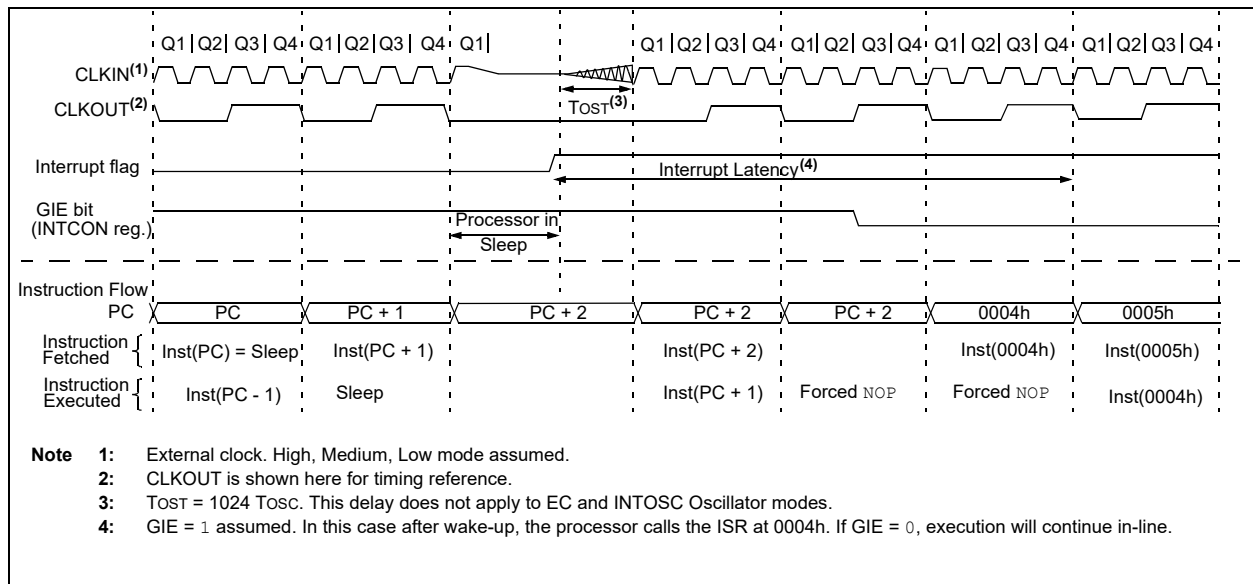 Q1 Q2 Q3 Q4 Q1 Q2 Q3 Q4 Q1 Q1 Q2 Q3 Q4 Q1 Q2 Q3 Q4 Q1 Q2 Q3 Q4 Q1 Q2 Q3 Q4
CLKIN(1)
CLKOUT(2)
TOST(3)
Interrupt flag
Interrupt Latency(4)
GIE bit
(INTCON reg.)
Processor in
Sleep
Instruction Flow
PC PC PC + 1 PC + 2 PC + 2 PC + 2 0004h 0005h
Instruction
Fetched
Inst(PC) = Sleep Inst(PC + 1) Inst(PC + 2) Inst(0004h) Inst(0005h)
Instruction
Executed
Inst(PC - 1) Sleep Inst(PC + 1) Forced NOP Forced NOP Inst(0004h)
Note 1: External clock. High, Medium, Low mode assumed.
2: CLKOUT is shown here for timing reference.
3: TOST = 1024 TOSC. This delay does not apply to EC and INTOSC Oscillator modes.
4: GIE = 1 assumed. In this case after wake-up, the processor calls the ISR at 0004h. If GIE = 0, execution will continue in-line.